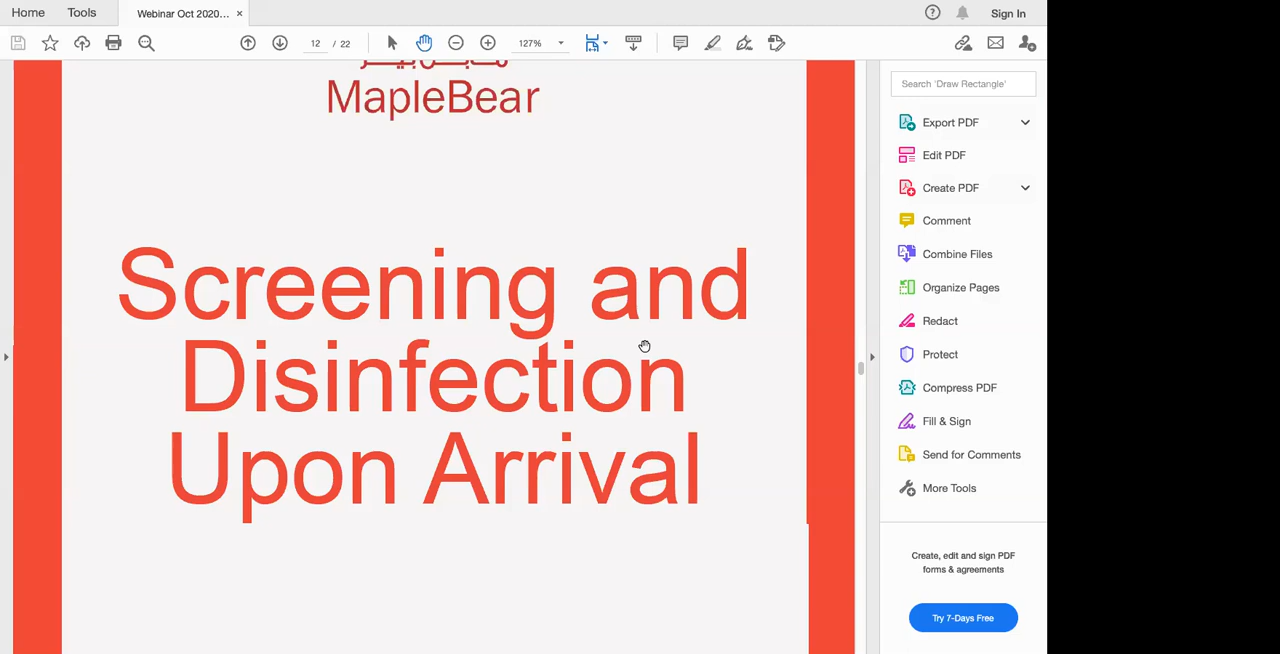 Home Tools Webinar Oct 2020... × Sign In
12 / 22 127%
MapleBear
Screening and
Disinfection
Upon Arrival
Search 'Draw Rectangle'
Export PDF
Edit PDF
Create PDF
Comment
Combine Files
Organize Pages
Redact
Protect
Compress PDF
Fill & Sign
Send for Comments
More Tools
Create, edit and sign PDF
forms & agreements
Try 7-Days Free